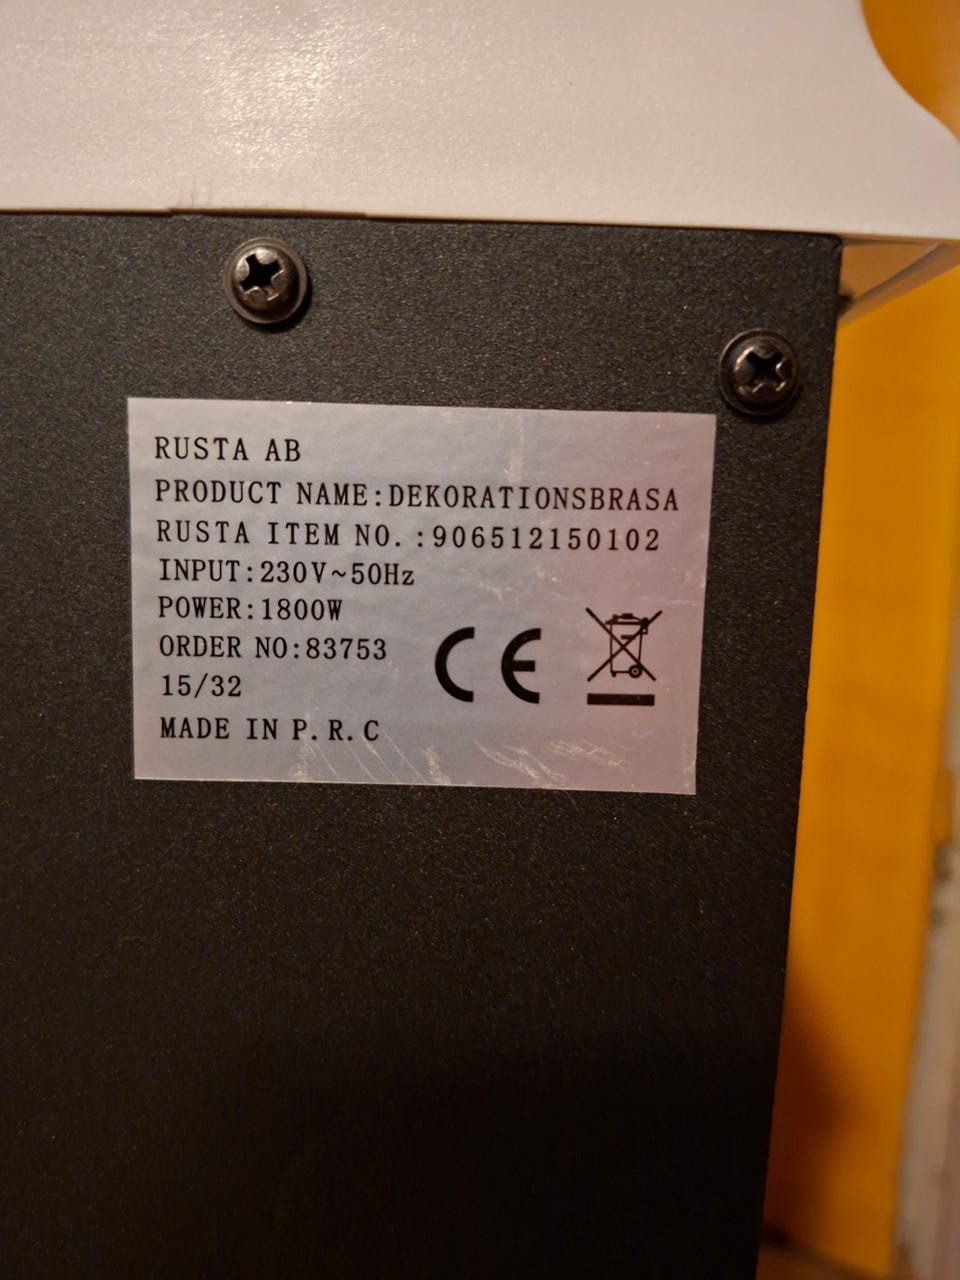 RUSTA AB
PRODUCT NAME:DEKORATIONSBRASA
RUSTA ITEM NO.:906512150102
INPUT:230V~50Hz
POWER:1800W
ORDER NO:83753
15/32
MADE IN P.R.C
CE